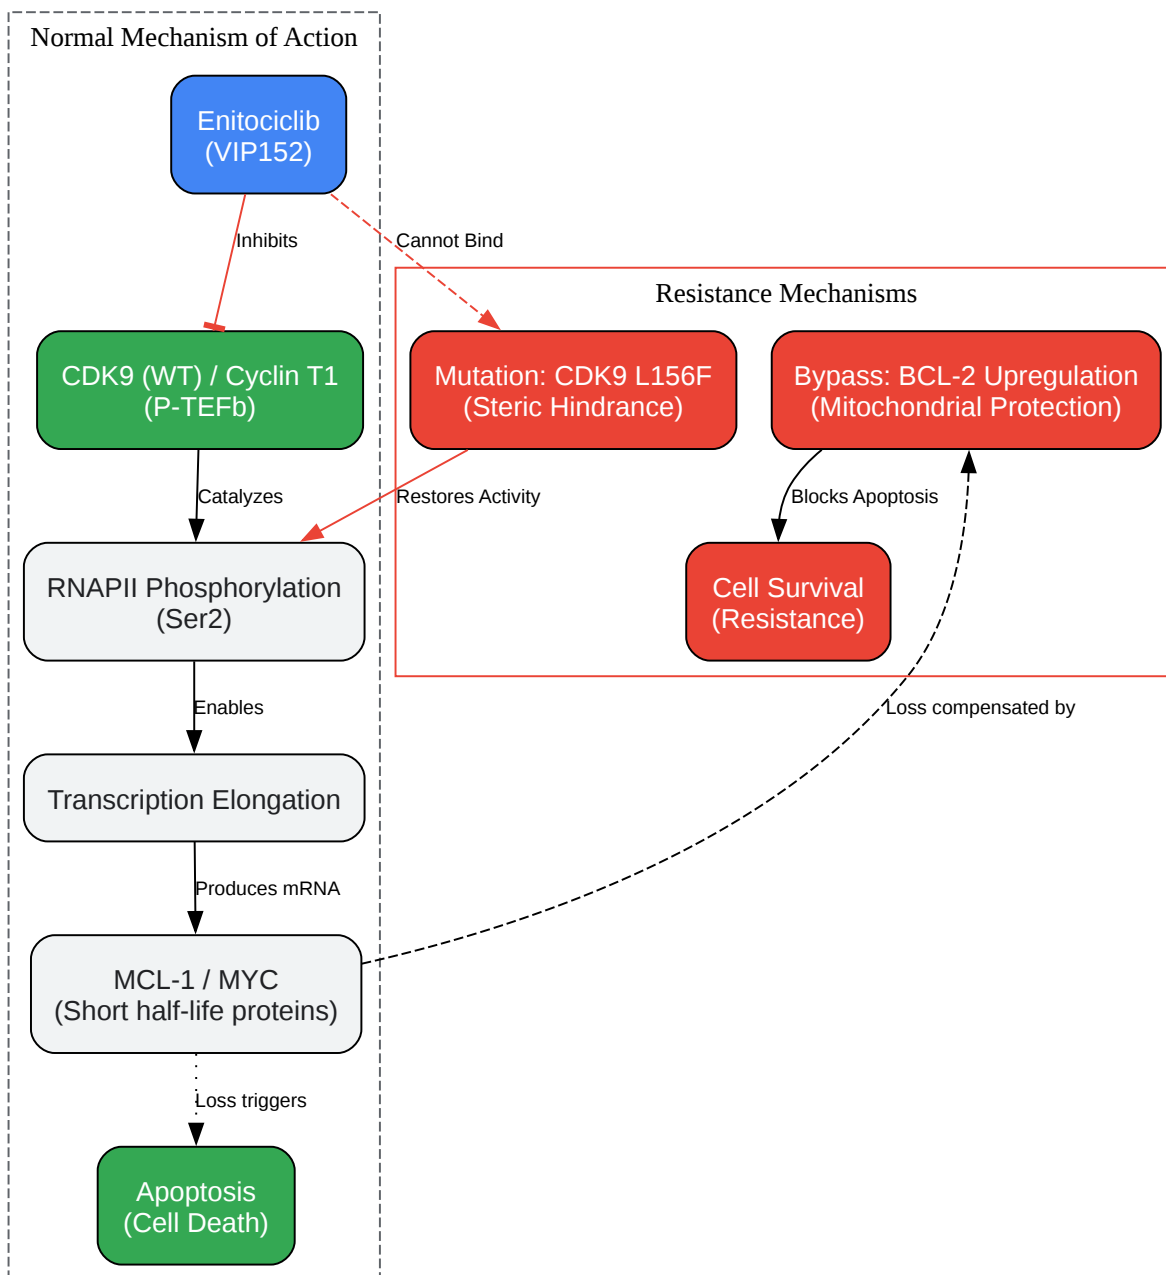 Normal Mechanism of Action
Enitociclib
(VIP152)
Inhibits
Cannot Bind
Resistance Mechanisms
CDK9 (WT) / Cyclin T1
(P-TEFb)
Mutation: CDK9 L156F
(Steric Hindrance)
Bypass: BCL-2 Upregulation
(Mitochondrial Protection)
Catalyzes
Restores Activity
Blocks Apoptosis
RNAPII Phosphorylation
(Ser2)
Cell Survival
(Resistance)
Enables
Loss compensated by
Transcription Elongation
Produces mRNA
MCL-1 / MYC
(Short half-life proteins)
Loss triggers
Apoptosis
(Cell Death)